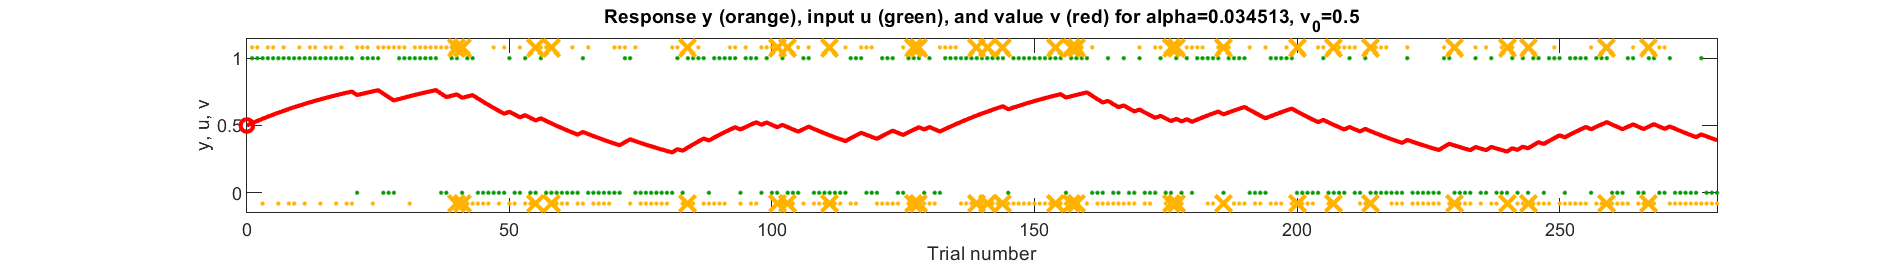 Response y (orange), input u (green), and value v (red) for alpha=0.034513, v0=0.5
y, u, v
1
0.5
0
0 50 100 150 200 250
Trial number